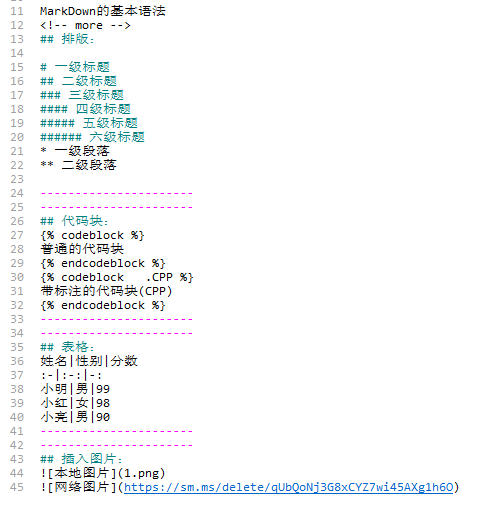 11 MarkDown的基本语法
12 <!-- more -->
13 ## 排版:
14
15 # 一级标题
16 ## 二级标题
17 ### 三级标题
18 #### 四级标题
19 ##### 五级标题
20 ###### 六级标题
21 * 一级段落
22 ** 二级段落
23
24 ----------------------
25 ----------------------
26 ## 代码块:
27 {% codeblock %}
28 普通的代码块
29 {% endcodeblock %}
30 {% codeblock   .CPP %}
31 带标注的代码块(CPP)
32 {% endcodeblock %}
33 ----------------------
34 ----------------------
35 ## 表格:
36 姓名|性别|分数
37 :-|:-:|-:
38 小明|男|99
39 小红|女|98
40 小亮|男|90
41 ----------------------
42 ----------------------
43 ## 插入图片:
44 ![本地图片](1.png)
45 ![网络图片](https://sm.ms/delete/qUbQoNj3G8xCYZ7wi45AXg1h6O)